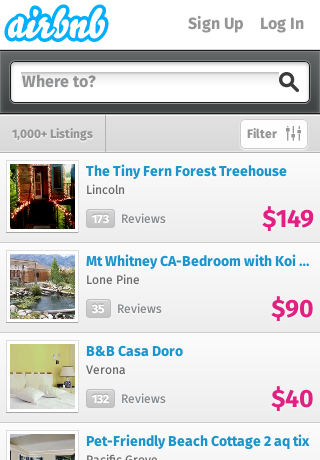 airbnb
Sign Up Log In
Where to?
1,000+ Listings
Filter
The Tiny Fern Forest Treehouse
Lincoln
173 Reviews
$149
Mt Whitney CA-Bedroom with Koi ...
Lone Pine
35 Reviews
$90
B&B Casa Doro
Verona
132 Reviews
$40
Pet-Friendly Beach Cottage 2 aq tix
Pacific Grove